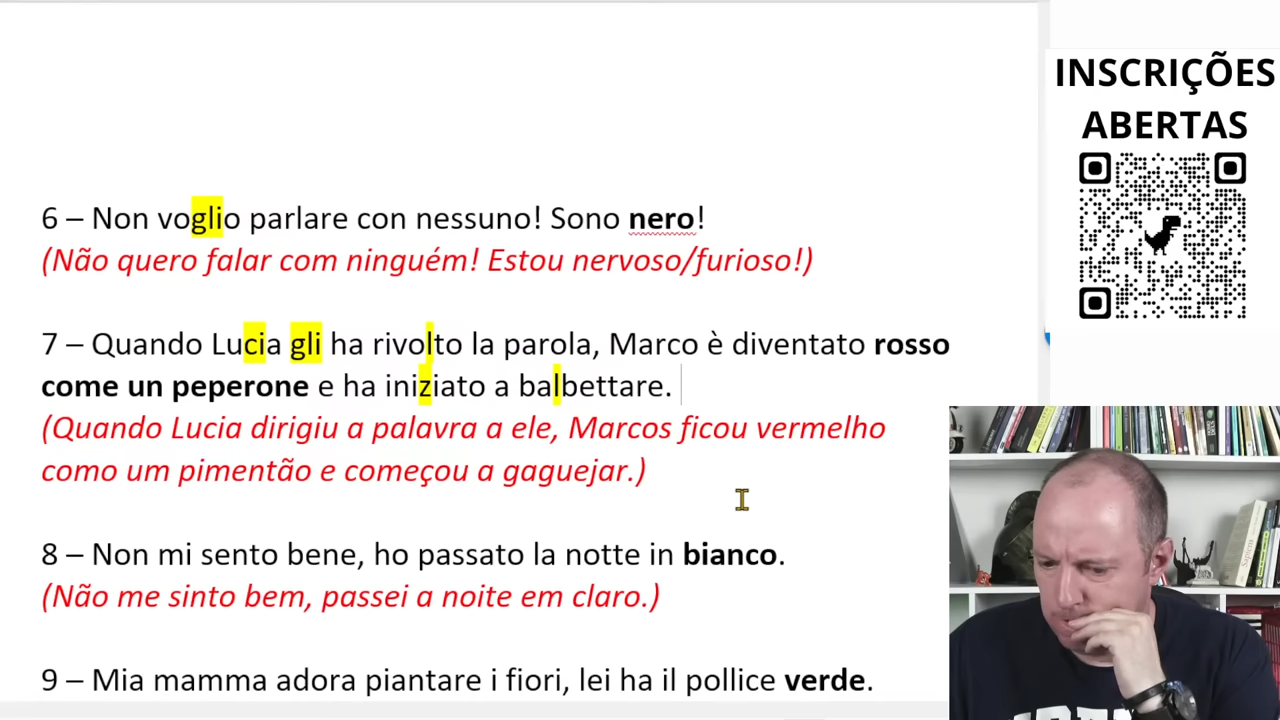 INSCRIÇÕES
ABERTAS
6 – Non voglio parlare con nessuno! Sono nero!
(Não quero falar com ninguém! Estou nervoso/furioso!)
7 – Quando Lucia gli ha rivolto la parola, Marco è diventato rosso
come un peperone e ha iniziato a balbettare.
(Quando Lucia dirigiu a palavra a ele, Marcos ficou vermelho
como um pimentão e começou a gaguejar.)
8 – Non mi sento bene, ho passato la notte in bianco.
(Não me sinto bem, passei a noite em claro.)
9 – Mia mamma adora piantare i fiori, lei ha il pollice verde.